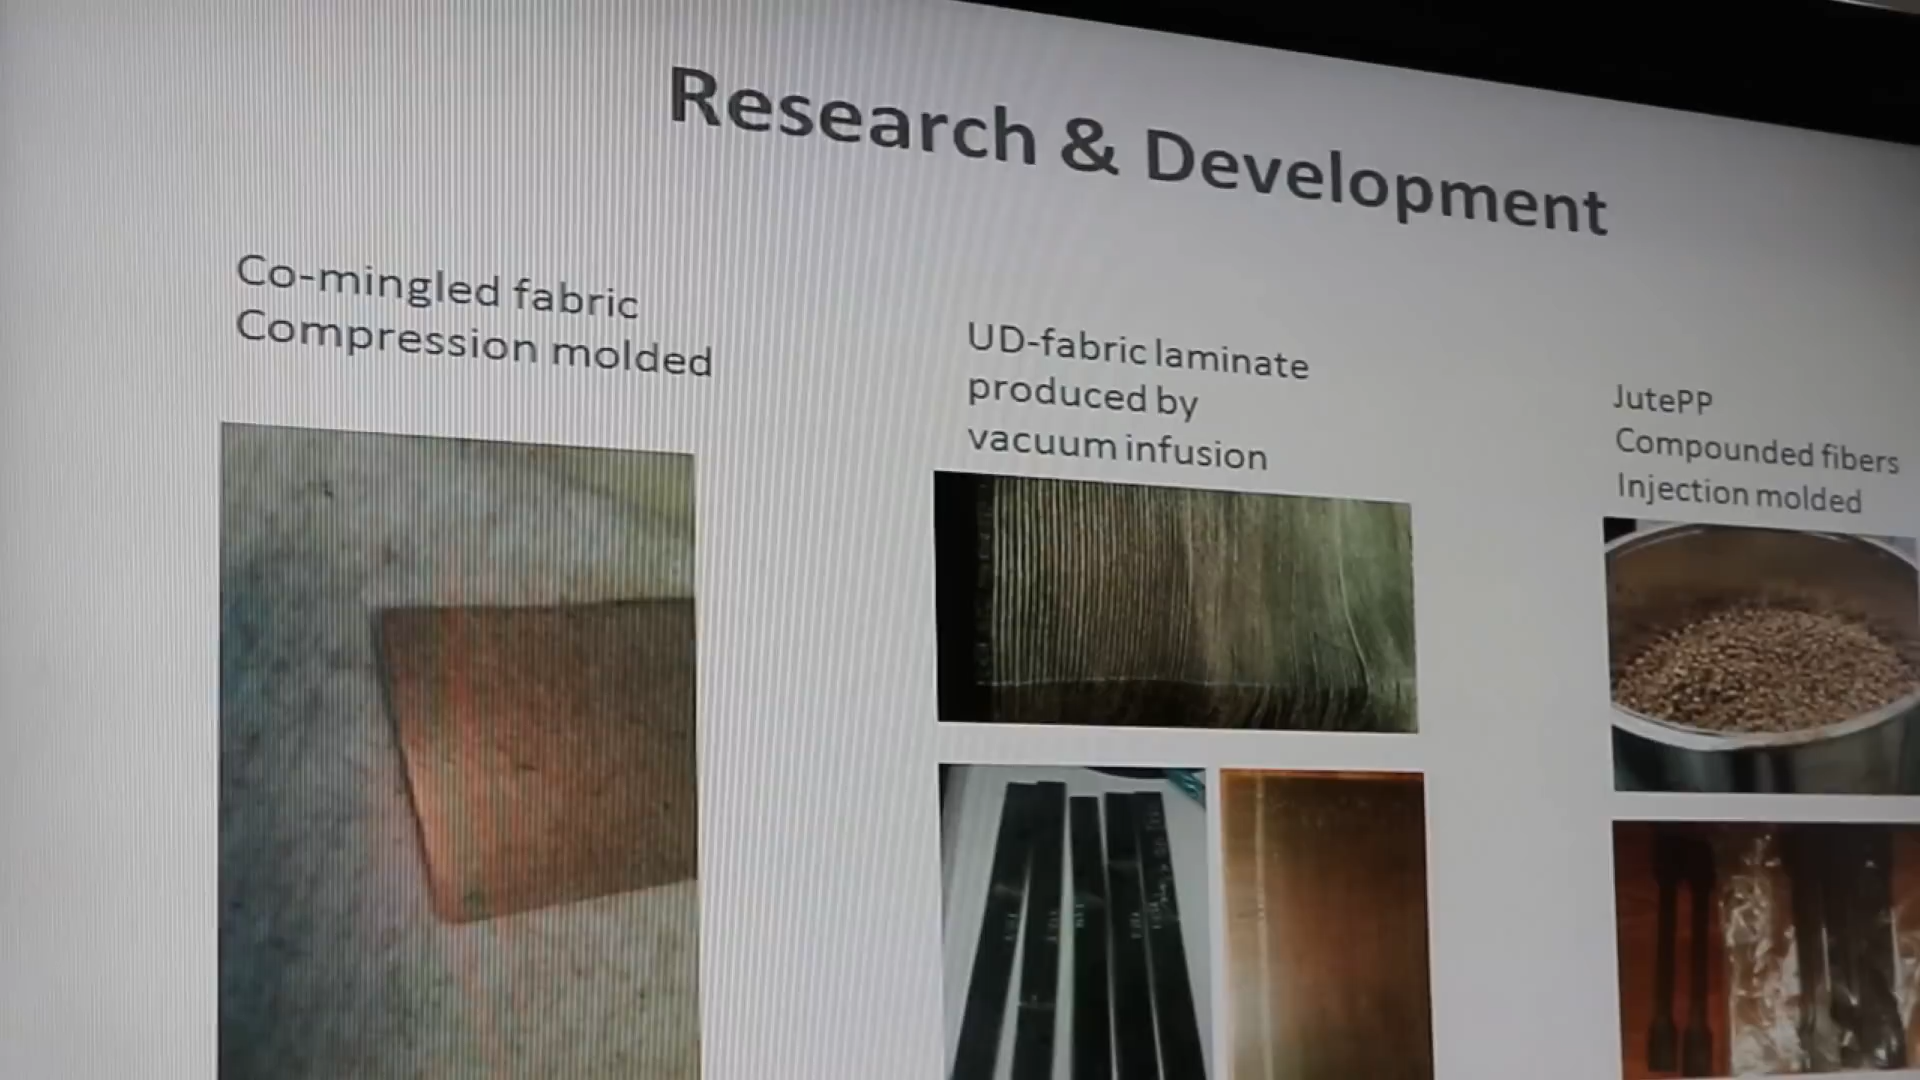 Research & Development
Co-mingled fabric
Compression molded
UD-fabric laminate
produced by
vacuum infusion
JutePP
Compounded fibers
Injection molded